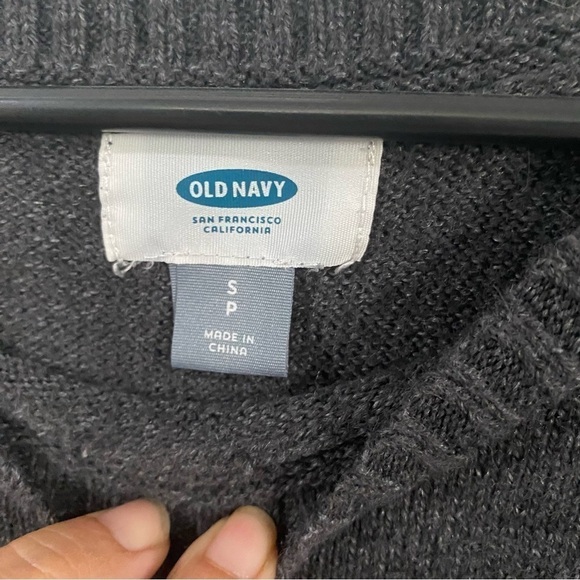 OLD NAVY
SAN FRANCISCO
CALIFORNIA
S
P
MADE IN
CHINA